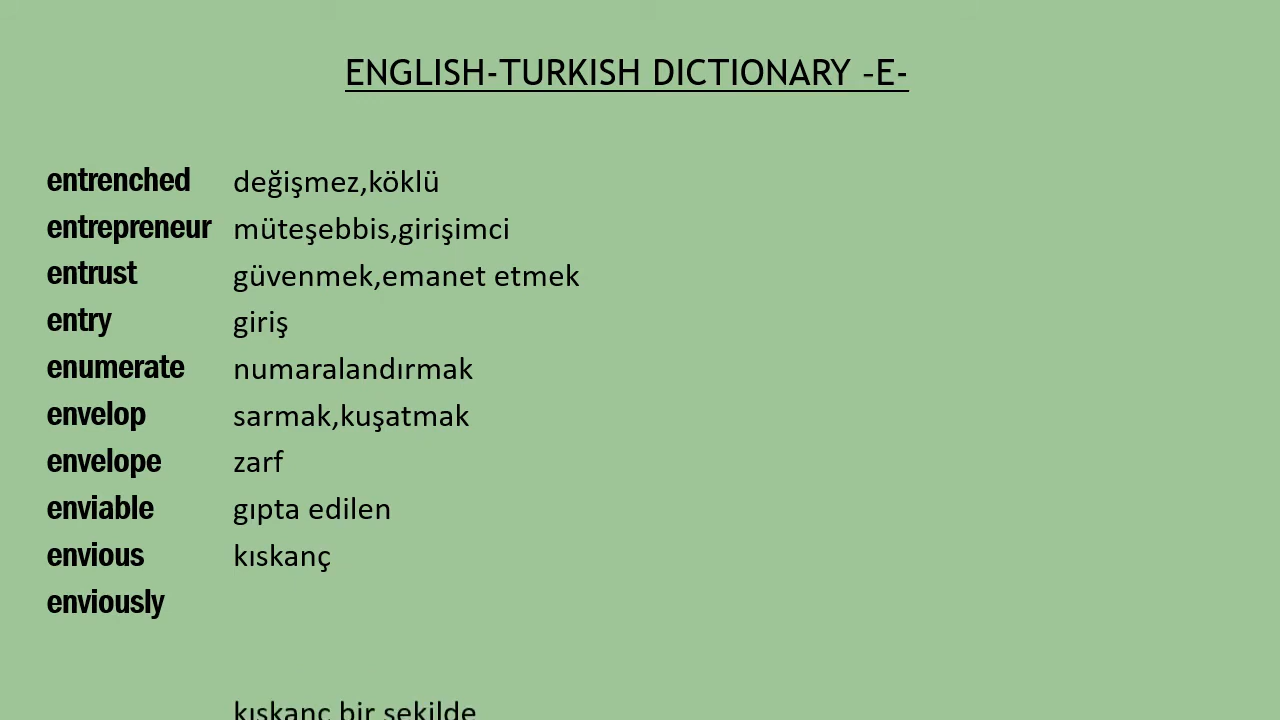 ENGLISH-TURKISH DICTIONARY –E-
entrenched değişmez,köklü
entrepreneur müteşebbis,girişimci
entrust güvenmek,emanet etmek
entry giriş
enumerate numaralandırmak
envelop sarmak,kuşatmak
envelope zarf
enviable gıpta edilen
envious kıskanç
enviously
kıskanç bir şekilde